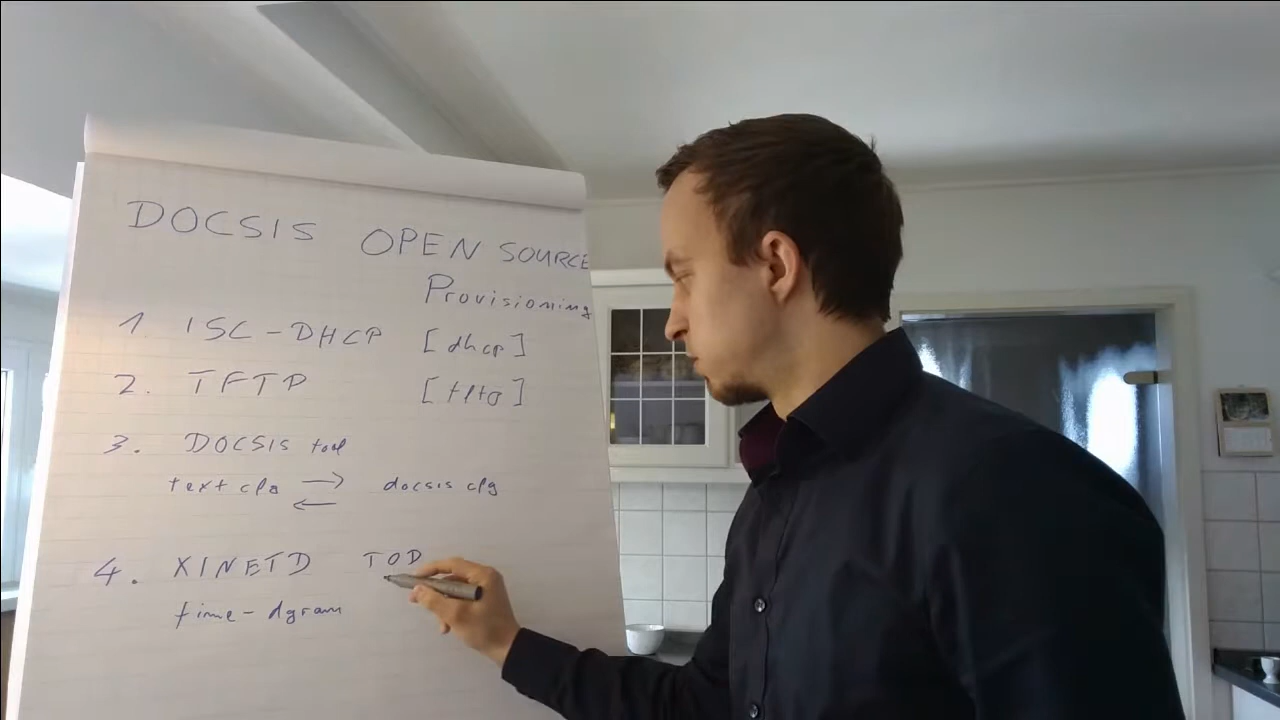 DOCSIS OPEN SOURCE
Provisioning
1. ISC-DHCP [dhcp]
2. TFTP
3. DOCSIS tool
text cfg → docsis cfg
←
4. XINETD TOD
time-dgram